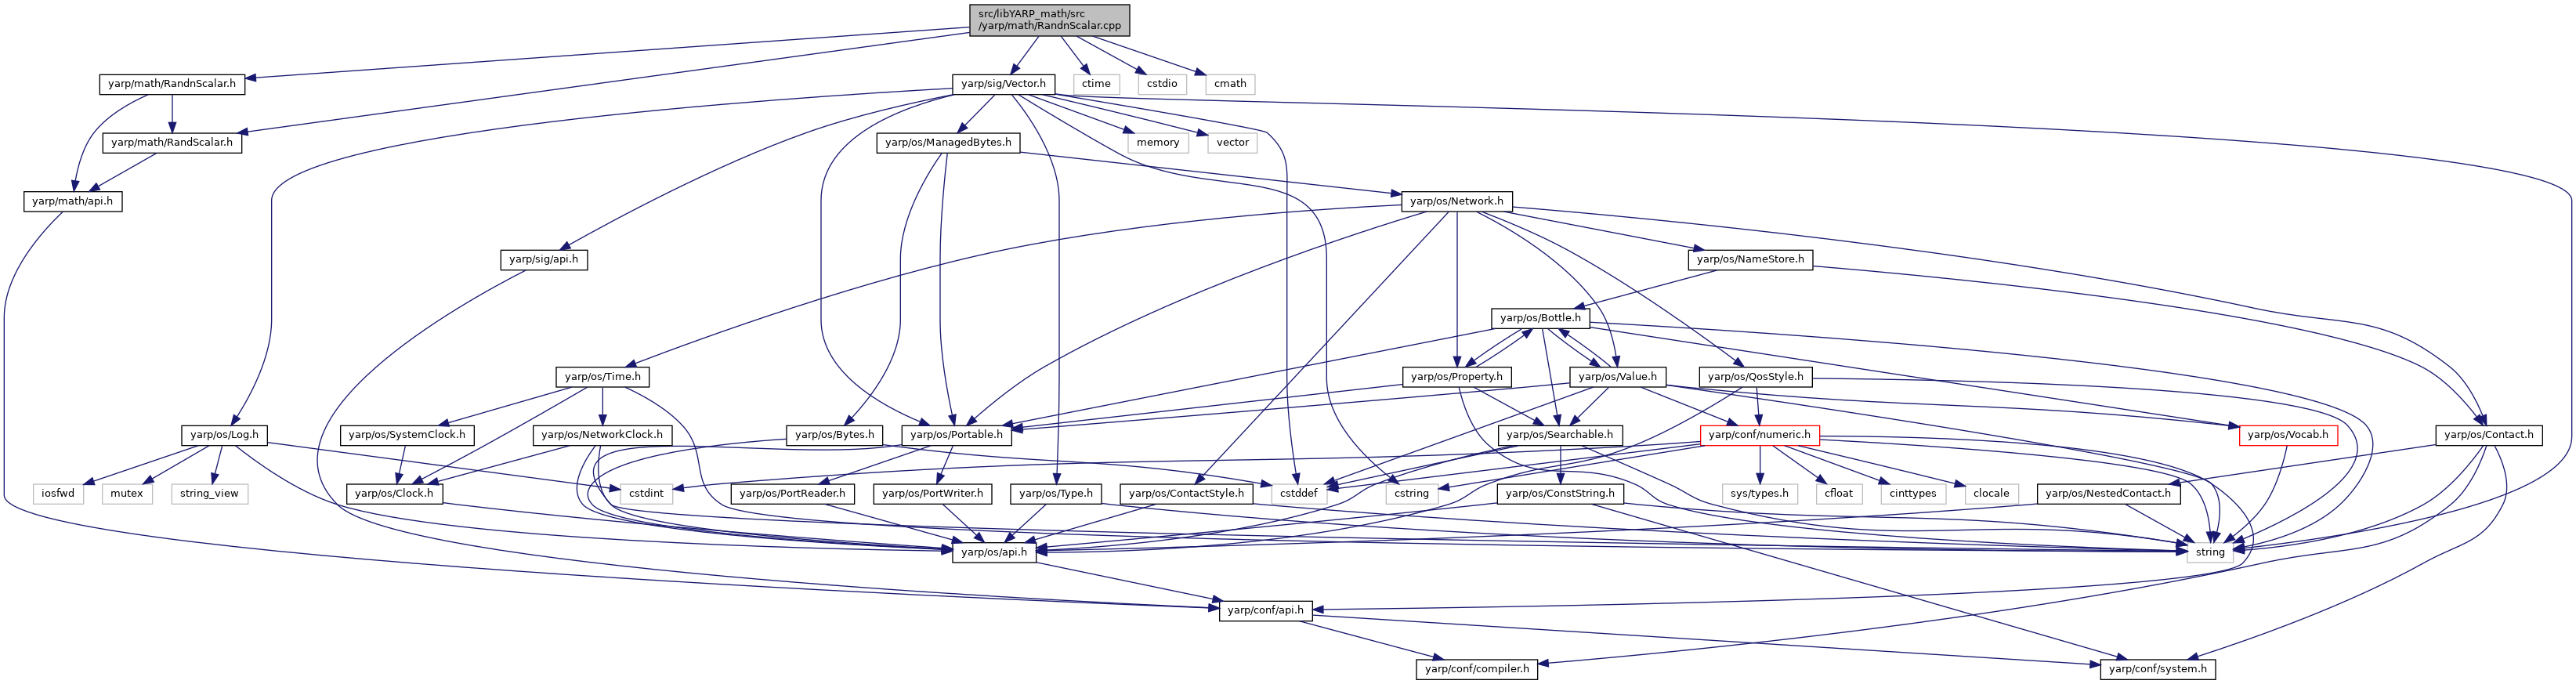 src/libYARP_math/src
/yarp/math/RandnScalar.cpp
yarp/math/RandnScalar.h
yarp/sig/Vector.h
ctime
cstdio
cmath
yarp/math/RandScalar.h
yarp/os/ManagedBytes.h
memory
vector
yarp/math/api.h
yarp/os/Network.h
yarp/sig/api.h
yarp/os/NameStore.h
yarp/os/Bottle.h
yarp/os/Time.h
yarp/os/Property.h
yarp/os/Value.h
yarp/os/QosStyle.h
yarp/os/Log.h
yarp/os/SystemClock.h
yarp/os/NetworkClock.h
yarp/os/Bytes.h
yarp/os/Portable.h
yarp/os/Searchable.h
yarp/conf/numeric.h
yarp/os/Vocab.h
yarp/os/Contact.h
iosfwd
mutex
string_view
yarp/os/Clock.h
cstdint
yarp/os/PortReader.h
yarp/os/PortWriter.h
yarp/os/Type.h
yarp/os/ContactStyle.h
cstddef
cstring
yarp/os/ConstString.h
sys/types.h
cfloat
cinttypes
clocale
yarp/os/NestedContact.h
yarp/os/api.h
string
yarp/conf/api.h
yarp/conf/compiler.h
yarp/conf/system.h